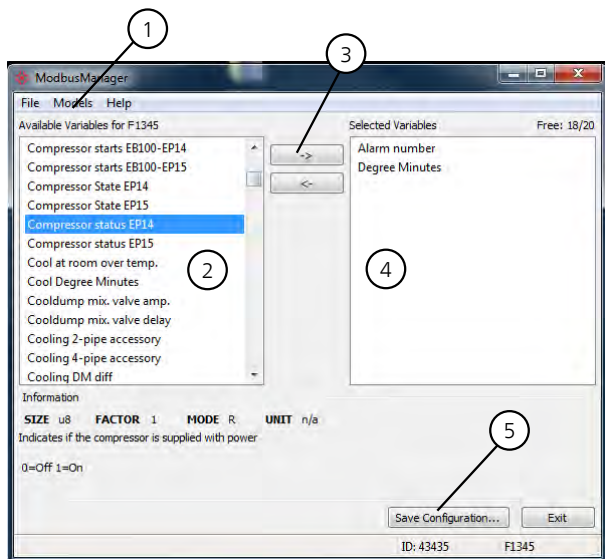 1
3
ModbusManager
File Models Help
Available Variables for F1345
Selected Variables Free: 18/20
Compressor starts EB100-EP14
Compressor starts EB100-EP15
Compressor State EP14
Compressor State EP15
Compressor status EP14
Compressor status EP15
Cool at room over temp.
Cool Degree Minutes
Cooldump mix. valve amp.
Cooldump mix. valve delay
Cooling 2-pipe accessory
Cooling 4-pipe accessory
Cooling DM diff
2
->
<-
Alarm number
Degree Minutes
4
Information
SIZE u8 FACTOR 1 MODE R UNIT n/a
Indicates if the compressor is supplied with power
0=Off 1=On
5
Save Configuration... Exit
ID: 43435 F1345